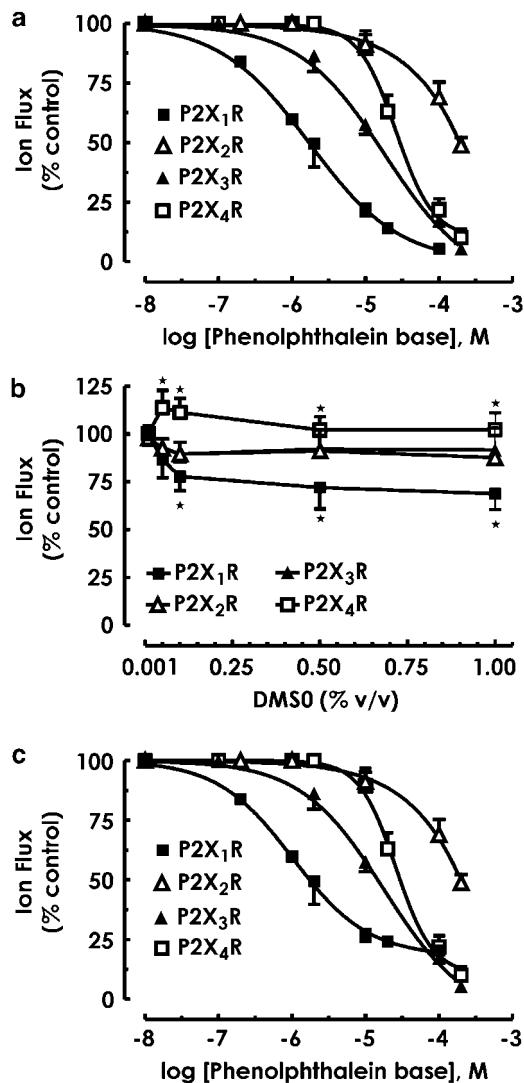 a
Ion Flux
(% control)
100
75
50
25
0
P2X1R
P2X2R
P2X3R
P2X4R
-8 -7 -6 -5 -4 -3
log [Phenolphthalein base], M
b
Ion Flux
(% control)
125
100
75
50
25
0
P2X1R P2X3R
P2X2R P2X4R
0.001 0.25 0.50 0.75 1.00
DMS0 (% v/v)
c
Ion Flux
(% control)
100
75
50
25
0
P2X1R
P2X2R
P2X3R
P2X4R
-8 -7 -6 -5 -4 -3
log [Phenolphthalein base], M